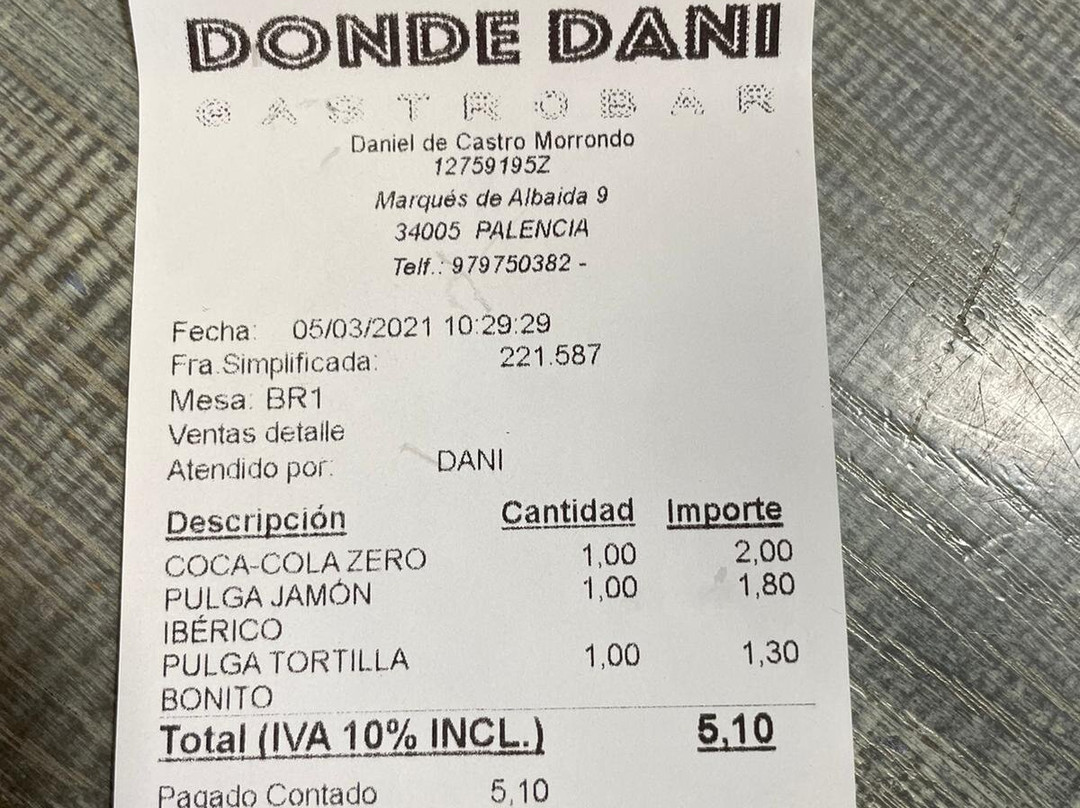 DONDE DANI
GASTROBAR
Daniel de Castro Morrondo
12759195Z
Marqués de Albaida 9
34005 PALENCIA
Telf.: 979750382 -
Fecha: 05/03/2021 10:29:29
Fra.Simplificada: 221.587
Mesa: BR1
Ventas detalle
Atendido por: DANI
Descripción Cantidad Importe
COCA-COLA ZERO 1,00 2,00
PULGA JAMÓN 1,00 1,80
IBÉRICO
PULGA TORTILLA 1,00 1,30
BONITO
Total (IVA 10% INCL.) 5,10
Pagado Contado 5,10